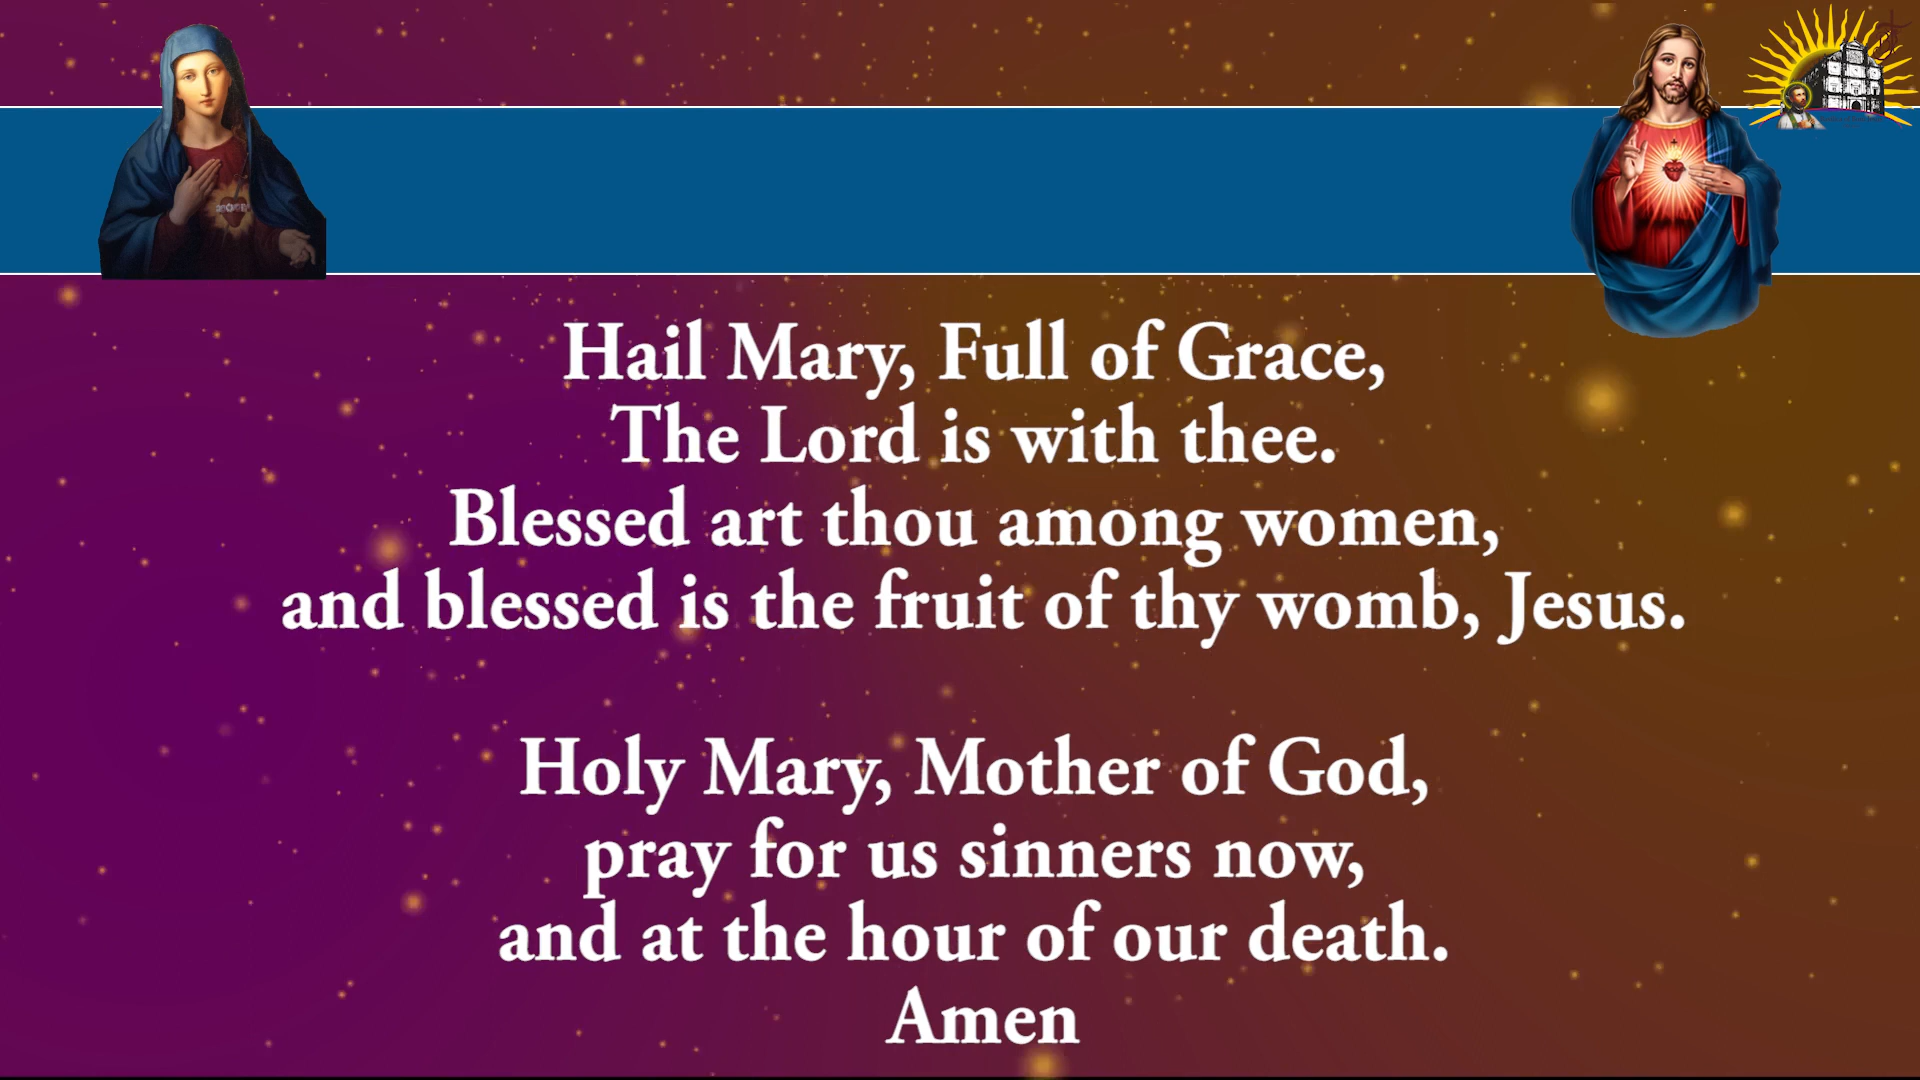 Hail Mary, Full of Grace,
The Lord is with thee.
Blessed art thou among women,
and blessed is the fruit of thy womb, Jesus.
Holy Mary, Mother of God,
pray for us sinners now,
and at the hour of our death.
Amen